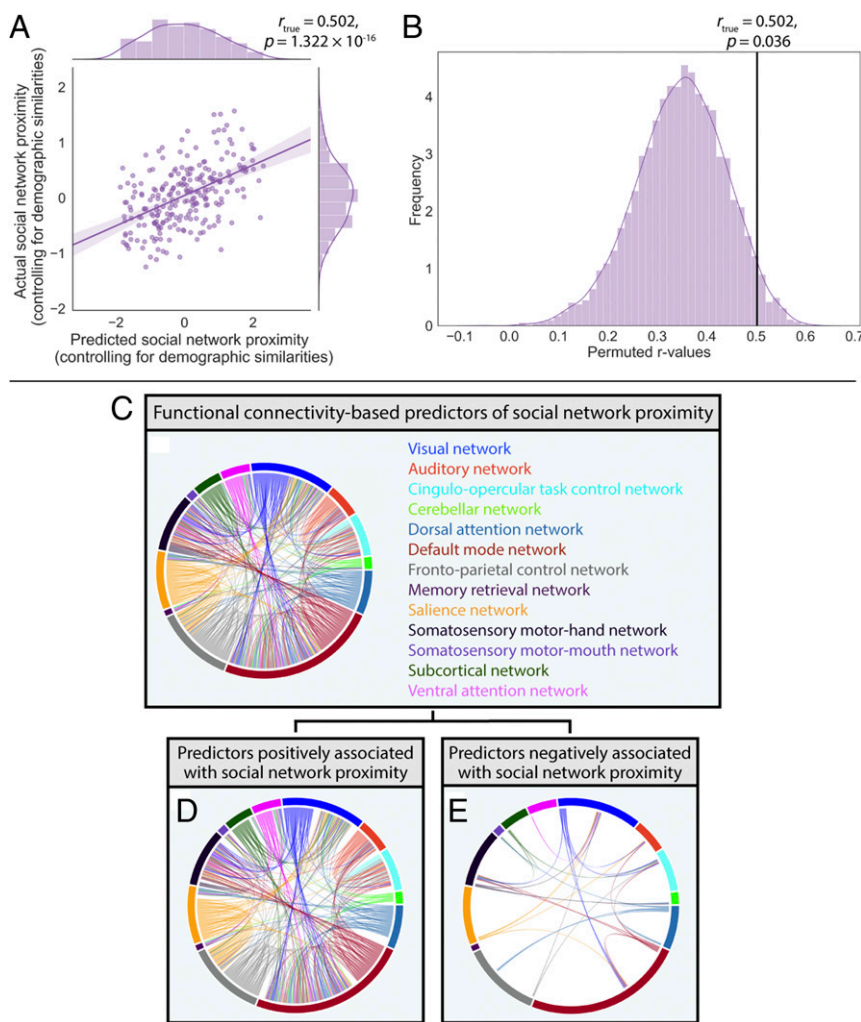 A
r_true = 0.502,
p = 1.322 × 10⁻¹⁶
Actual social network proximity
(controlling for demographic similarities)
2
1
0
−1
−2
−2
0
2
Predicted social network proximity
(controlling for demographic similarities)
B
r_true = 0.502,
p = 0.036
Frequency
4
3
2
1
0
−0.1
0.0
0.1
0.2
0.3
0.4
0.5
0.6
0.7
Permuted r-values
C
Functional connectivity-based predictors of social network proximity
Visual network
Auditory network
Cingulo-opercular task control network
Cerebellar network
Dorsal attention network
Default mode network
Fronto-parietal control network
Memory retrieval network
Salience network
Somatosensory motor-hand network
Somatosensory motor-mouth network
Subcortical network
Ventral attention network
Predictors positively associated
with social network proximity
D
Predictors negatively associated
with social network proximity
E